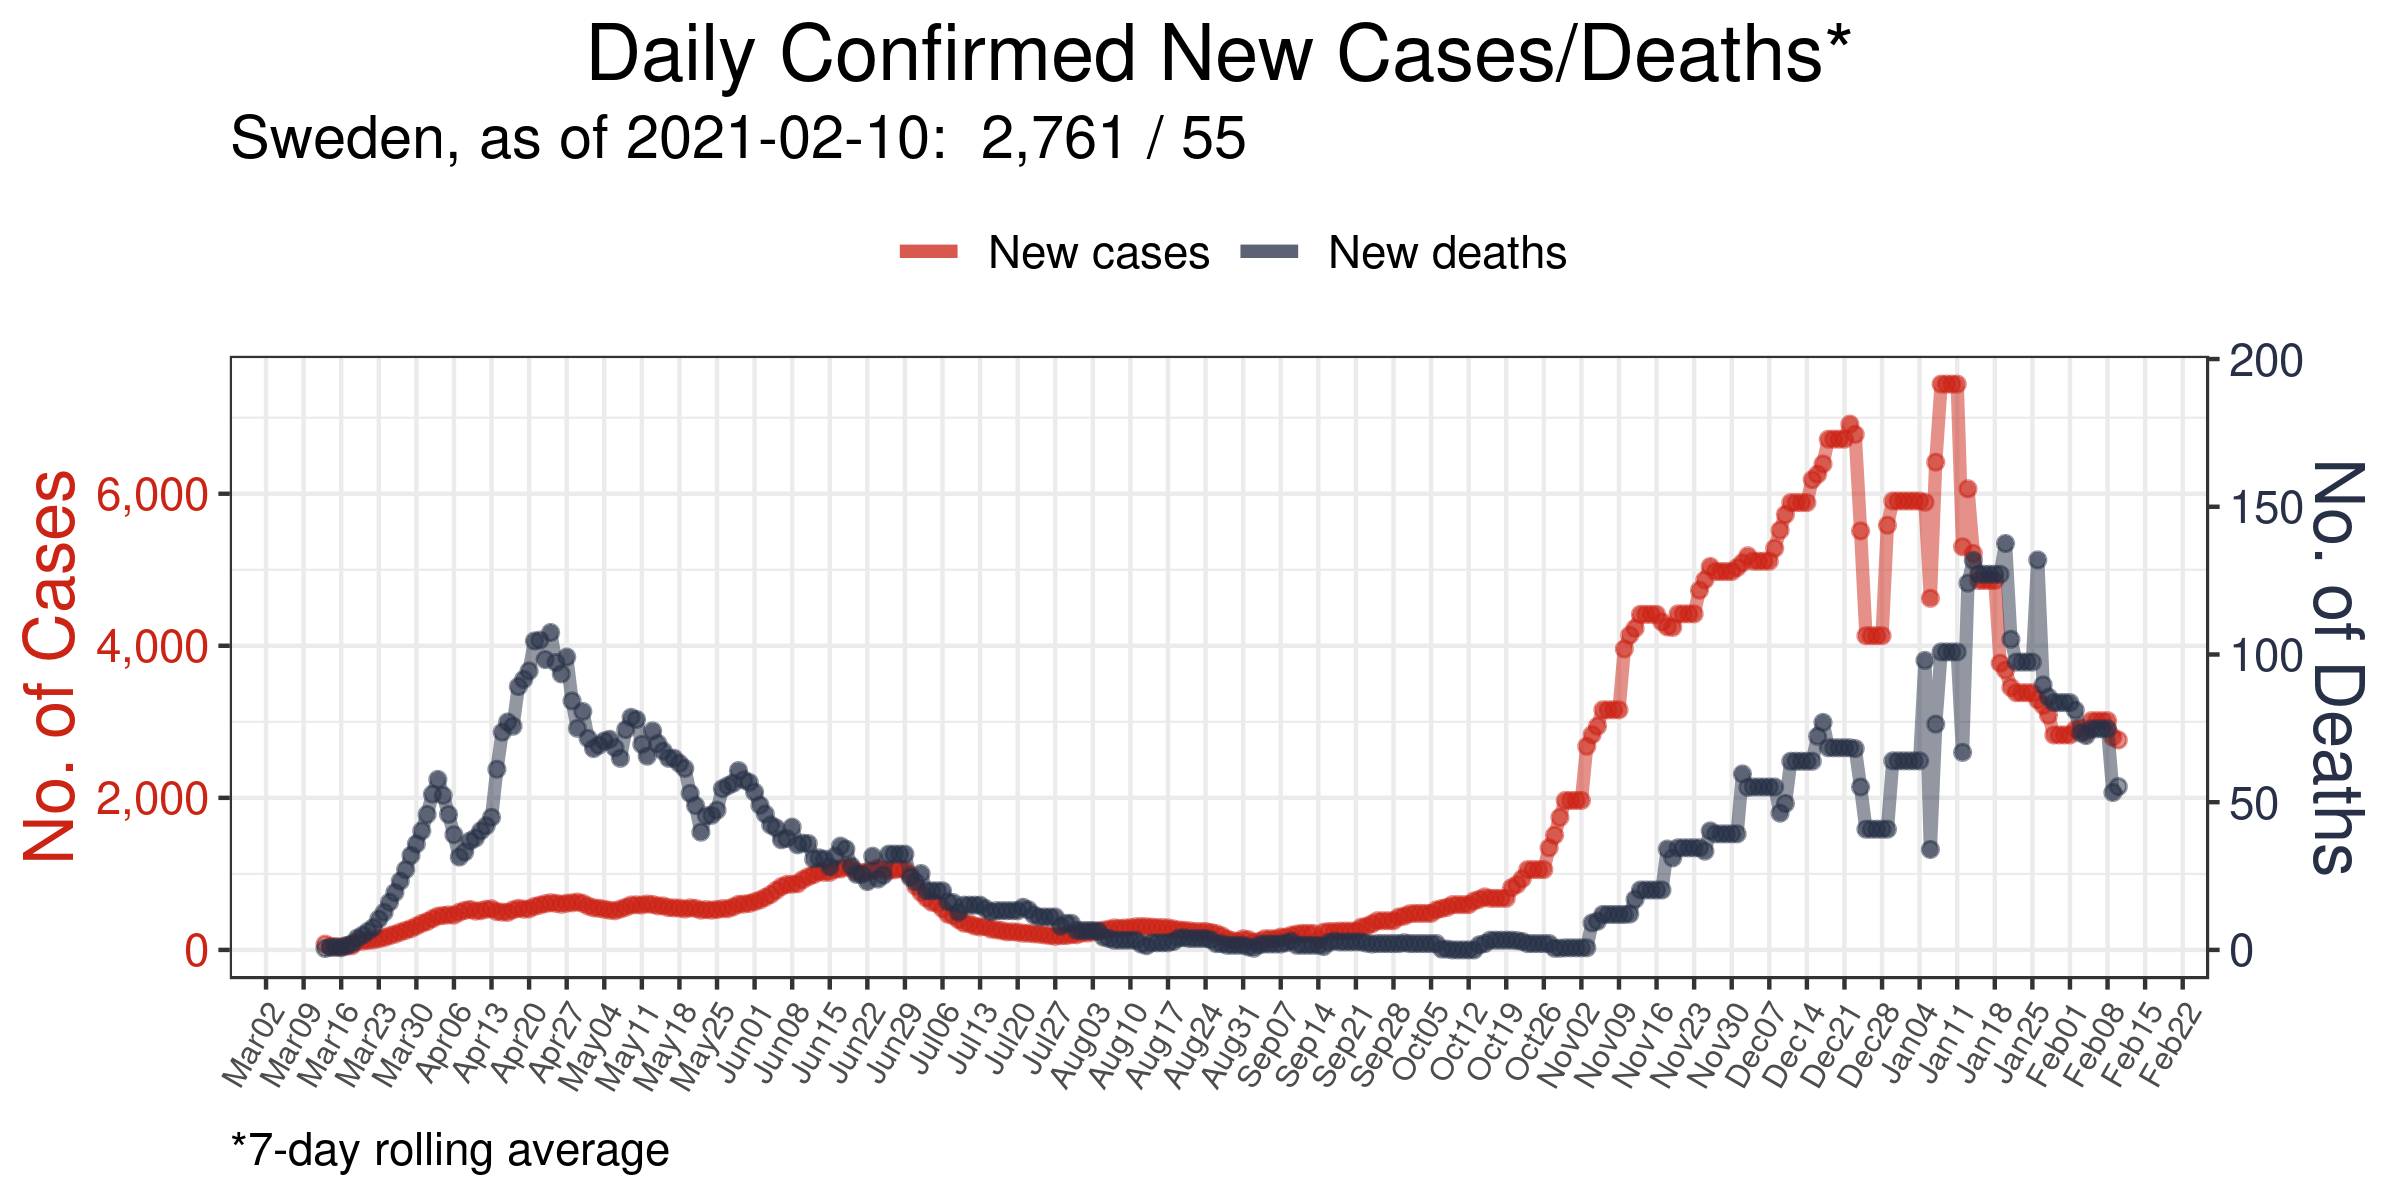 Daily Confirmed New Cases/Deaths*
Sweden, as of 2021-02-10:  2,761 / 55
New cases
New deaths
No. of Cases
6,000
4,000
2,000
0
200
150
100
50
0
No. of Deaths
Mar02
Mar09
Mar16
Mar23
Mar30
Apr06
Apr13
Apr20
Apr27
May04
May11
May18
May25
Jun01
Jun08
Jun15
Jun22
Jun29
Jul06
Jul13
Jul20
Jul27
Aug03
Aug10
Aug17
Aug24
Aug31
Sep07
Sep14
Sep21
Sep28
Oct05
Oct12
Oct19
Oct26
Nov02
Nov09
Nov16
Nov23
Nov30
Dec07
Dec14
Dec21
Dec28
Jan04
Jan11
Jan18
Jan25
Feb01
Feb08
Feb15
Feb22
*7-day rolling average